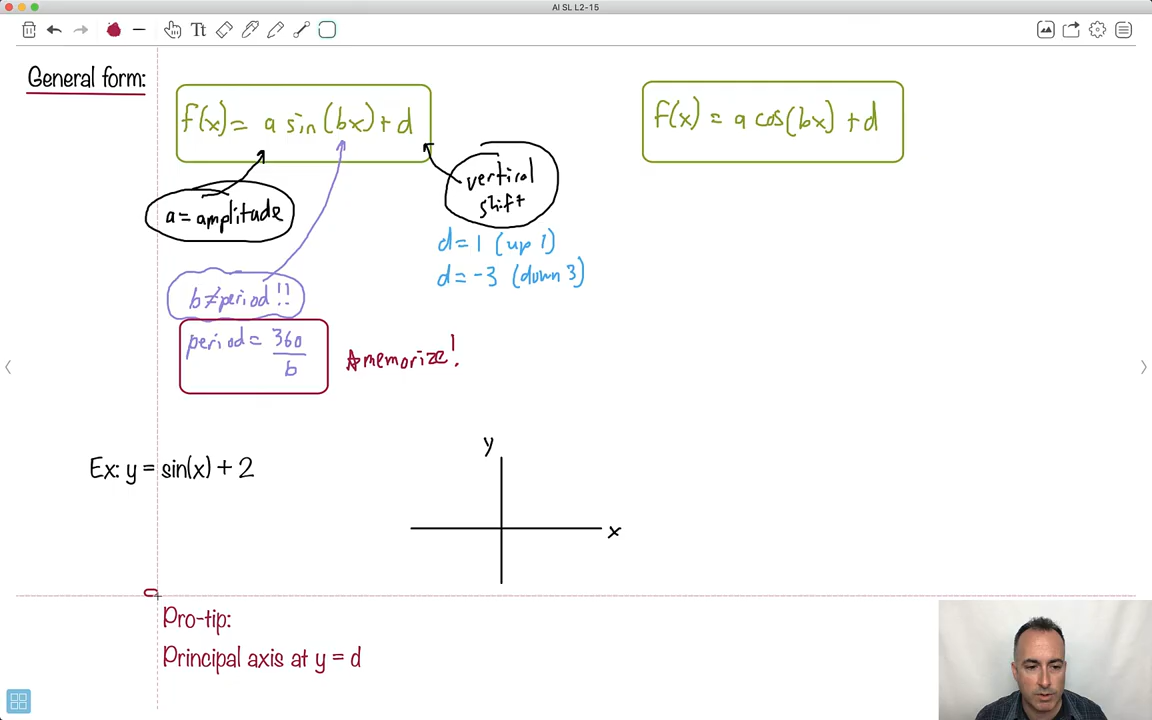 AI SL L2-15
Tt
General form:
f(x) = a sin(bx) + d
f(x) = a cos(bx) + d
vertical
shift
a = amplitude
d = 1 (up 1)
d = -3 (down 3)
b ≠ period!!
period = 360/b
*memorize!
Ex: y = sin(x) + 2
y
x
Pro-tip:
Principal axis at y = d